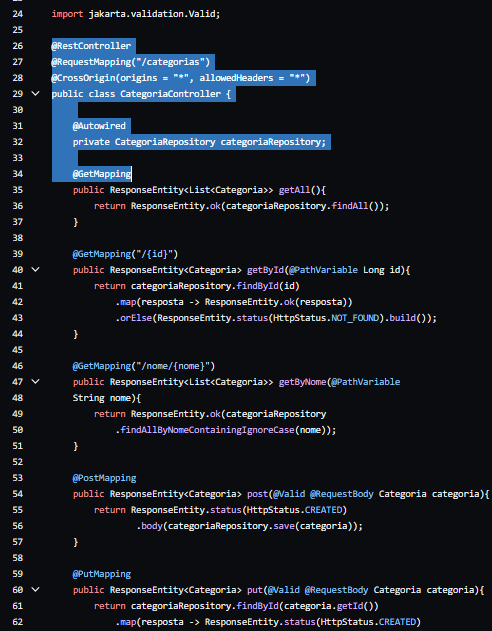 24 import jakarta.validation.Valid;
25
26 @RestController
27 @RequestMapping("/categorias")
28 @CrossOrigin(origins = "*", allowedHeaders = "*")
29 public class CategoriaController {
30
31 @Autowired
32 private CategoriaRepository categoriaRepository;
33
34 @GetMapping
35 public ResponseEntity<List<Categoria>> getAll(){
36 return ResponseEntity.ok(categoriaRepository.findAll());
37 }
38
39 @GetMapping("/{id}")
40 public ResponseEntity<Categoria> getById(@PathVariable Long id){
41 return categoriaRepository.findById(id)
42 .map(resposta -> ResponseEntity.ok(resposta))
43 .orElse(ResponseEntity.status(HttpStatus.NOT_FOUND).build());
44 }
45
46 @GetMapping("/nome/{nome}")
47 public ResponseEntity<List<Categoria>> getByNome(@PathVariable
48 String nome){
49 return ResponseEntity.ok(categoriaRepository
50 .findAllByNomeContainingIgnoreCase(nome));
51 }
52
53 @PostMapping
54 public ResponseEntity<Categoria> post(@Valid @RequestBody Categoria categoria){
55 return ResponseEntity.status(HttpStatus.CREATED)
56 .body(categoriaRepository.save(categoria));
57 }
58
59 @PutMapping
60 public ResponseEntity<Categoria> put(@Valid @RequestBody Categoria categoria){
61 return categoriaRepository.findById(categoria.getId())
62 .map(resposta -> ResponseEntity.status(HttpStatus.CREATED)